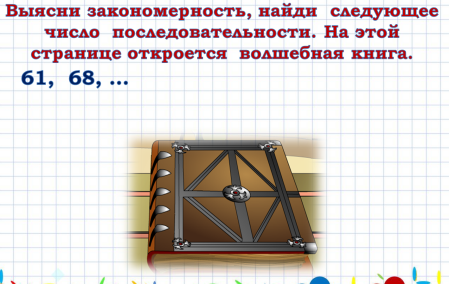 Выясни закономерность, найди следующее
число последовательности. На этой
странице откроется волшебная книга.
61, 68, ...